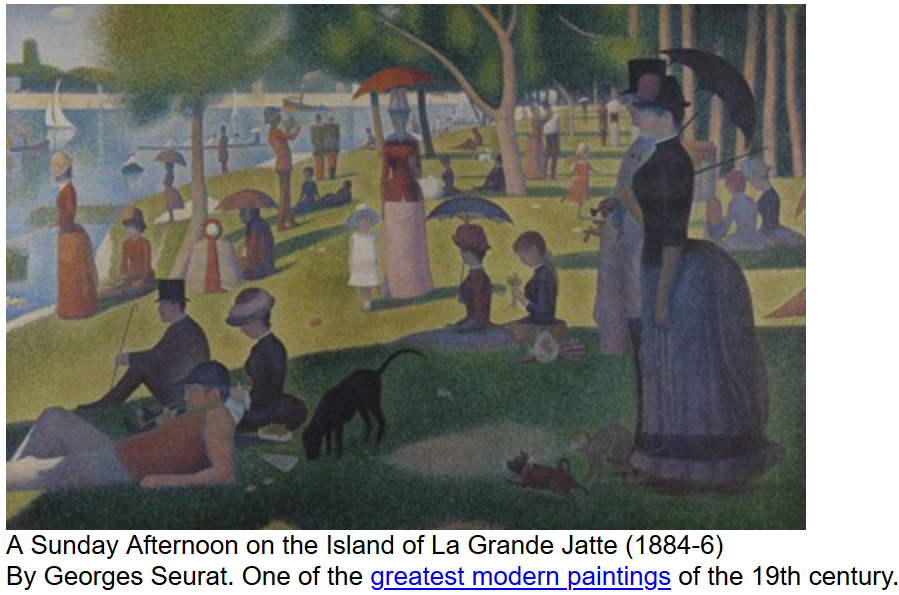 A Sunday Afternoon on the Island of La Grande Jatte (1884-6)
By Georges Seurat. One of the greatest modern paintings of the 19th century.